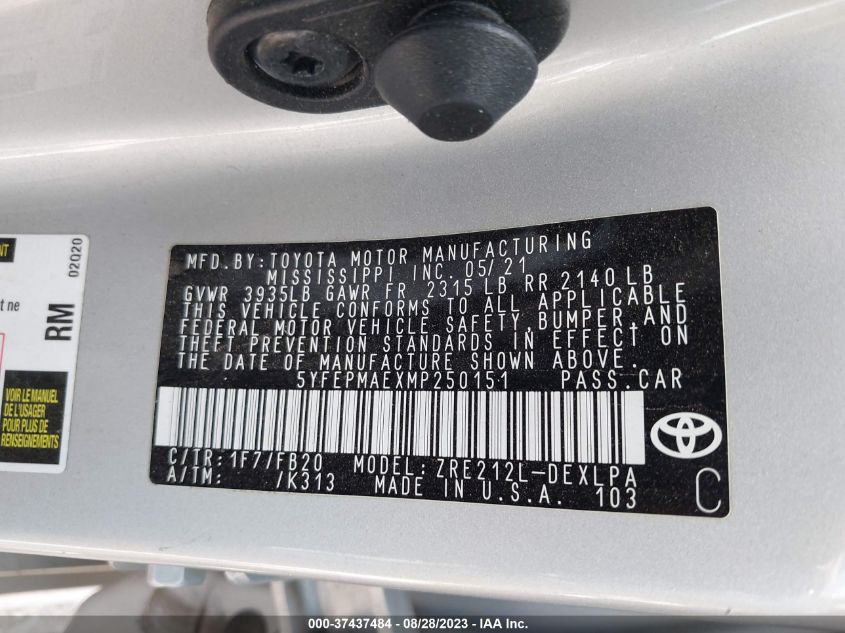 MFD.BY:TOYOTA MOTOR MANUFACTURING
MISSISSIPPI INC. 05/21
GVWR 3935LB GAWR FR 2315 LB RR 2140 LB
THIS VEHICLE CONFORMS TO ALL APPLICABLE
FEDERAL MOTOR VEHICLE SAFETY,BUMPER AND
THEFT PREVENTION STANDARDS IN EFFECT ON
THE DATE OF MANUFACTURE SHOWN ABOVE.
5YFEPMAEXMP250151 PASS.CAR
C/TR:1F7/FB20 MODEL:ZRE212L-DEXLPA
A/TM: /K313 MADE IN U.S.A. 103
C
NT
t ne
RM
02020
VOIR LE MANUEL
DE L'USAGER
POUR PLUS DE
RENSEIGNEMENTS
000-37437484 - 08/28/2023 - IAA Inc.